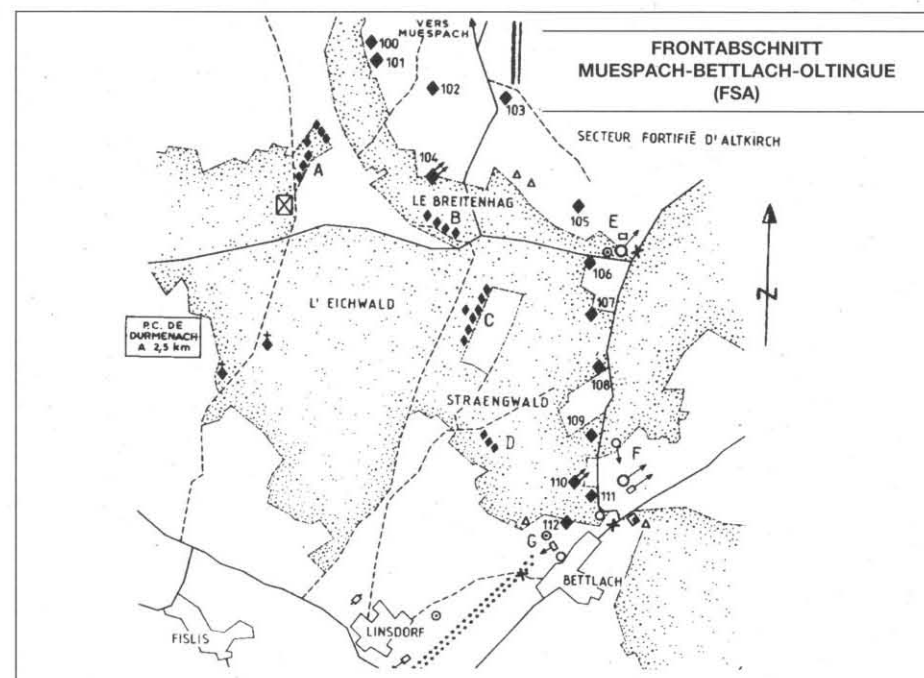 FRONTABSCHNITT
MUESPACH-BETTLACH-OLTINGUE
(FSA)
VERS
MUESPACH
100
101
102
103
SECTEUR FORTIFIÉ D'ALTKIRCH
A
104
LE BREITENHAG
B
105
E
106
L' EICHWALD
107
C
P.C. DE
DURMENACH
A 2,5 km
N
108
STRAENGWALD
109
D
F
110
111
112
G
BETTLACH
LINSDORF
FISLIS